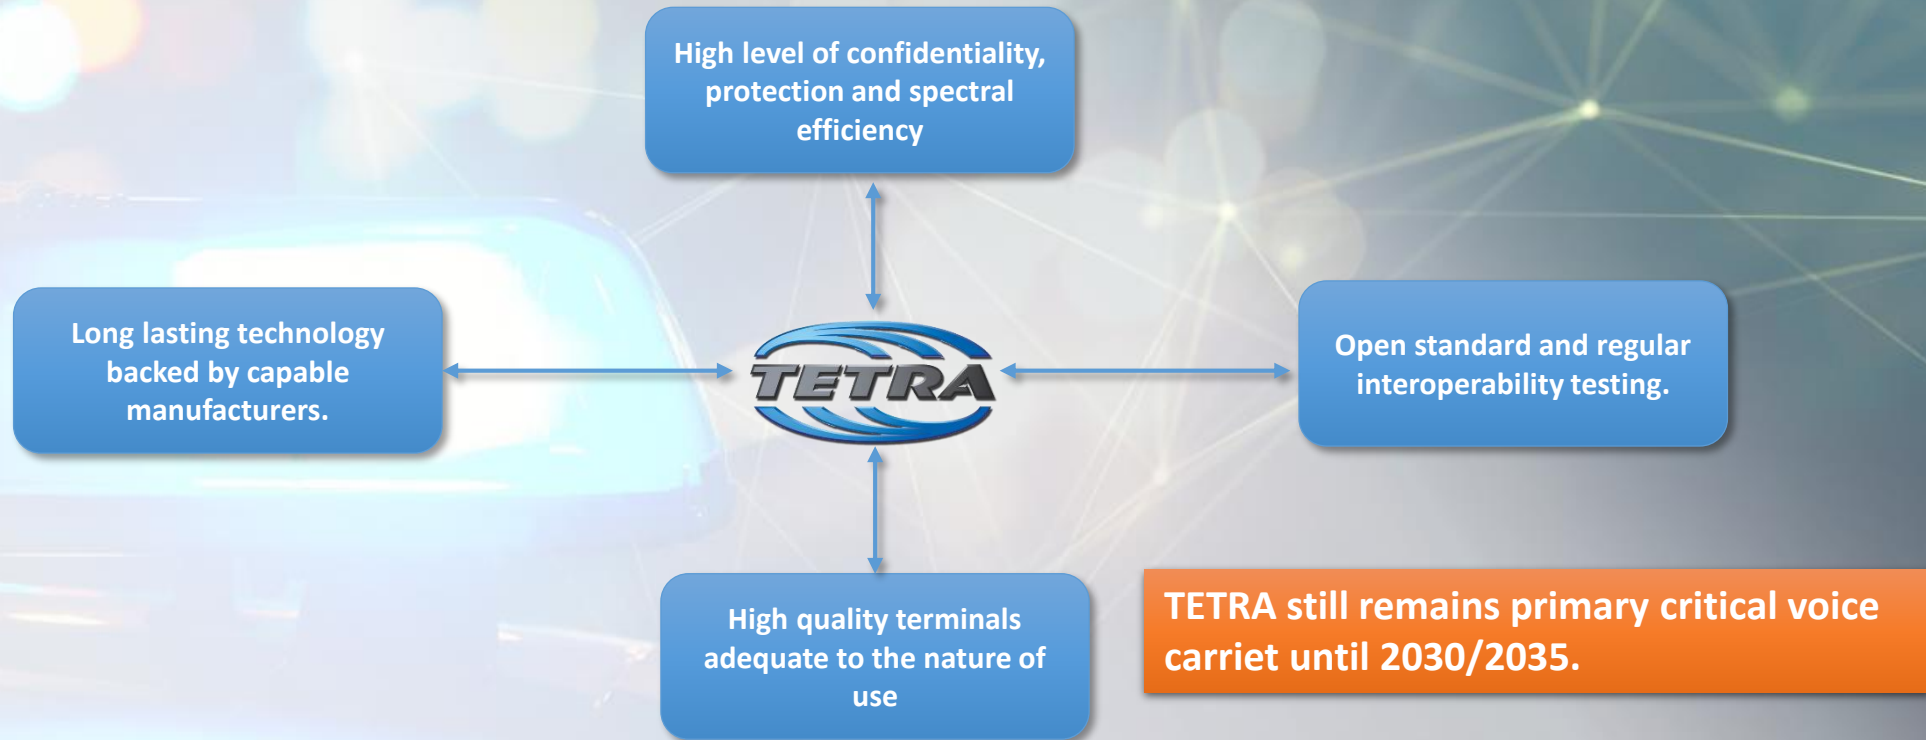 High level of confidentiality,
protection and spectral
efficiency
Long lasting technology
backed by capable
manufacturers.
TETRA
Open standard and regular
interoperability testing.
High quality terminals
adequate to the nature of
use
TETRA still remains primary critical voice
carriet until 2030/2035.